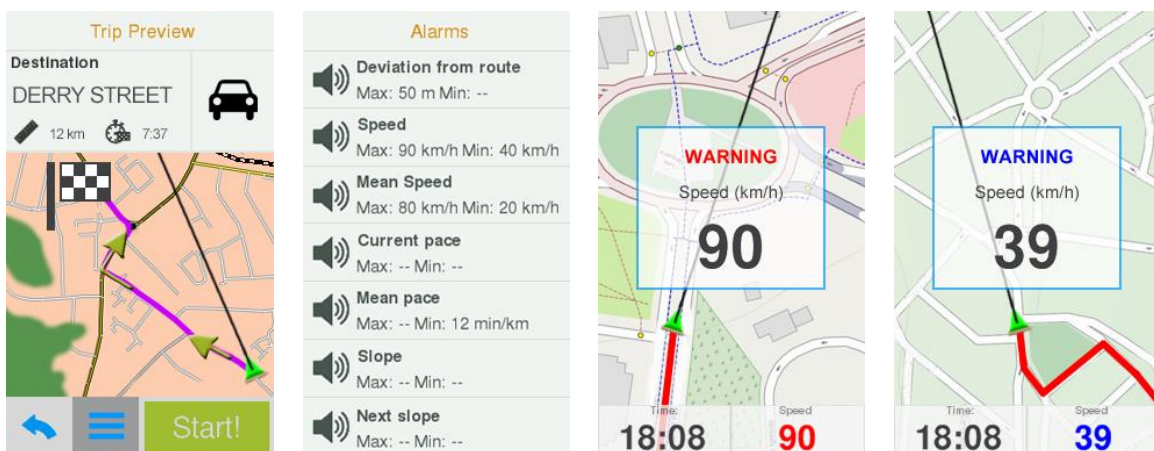 Trip Preview
Destination
DERRY STREET
12 km 7:37
Start!
Alarms
Deviation from route
Max: 50 m Min: --
Speed
Max: 90 km/h Min: 40 km/h
Mean Speed
Max: 80 km/h Min: 20 km/h
Current pace
Max: -- Min: --
Mean pace
Max: -- Min: 12 min/km
Slope
Max: -- Min: --
Next slope
Max: -- Min: --
WARNING
Speed (km/h)
90
Time: Speed
18:08 90
WARNING
Speed (km/h)
39
Time: Speed
18:08 39